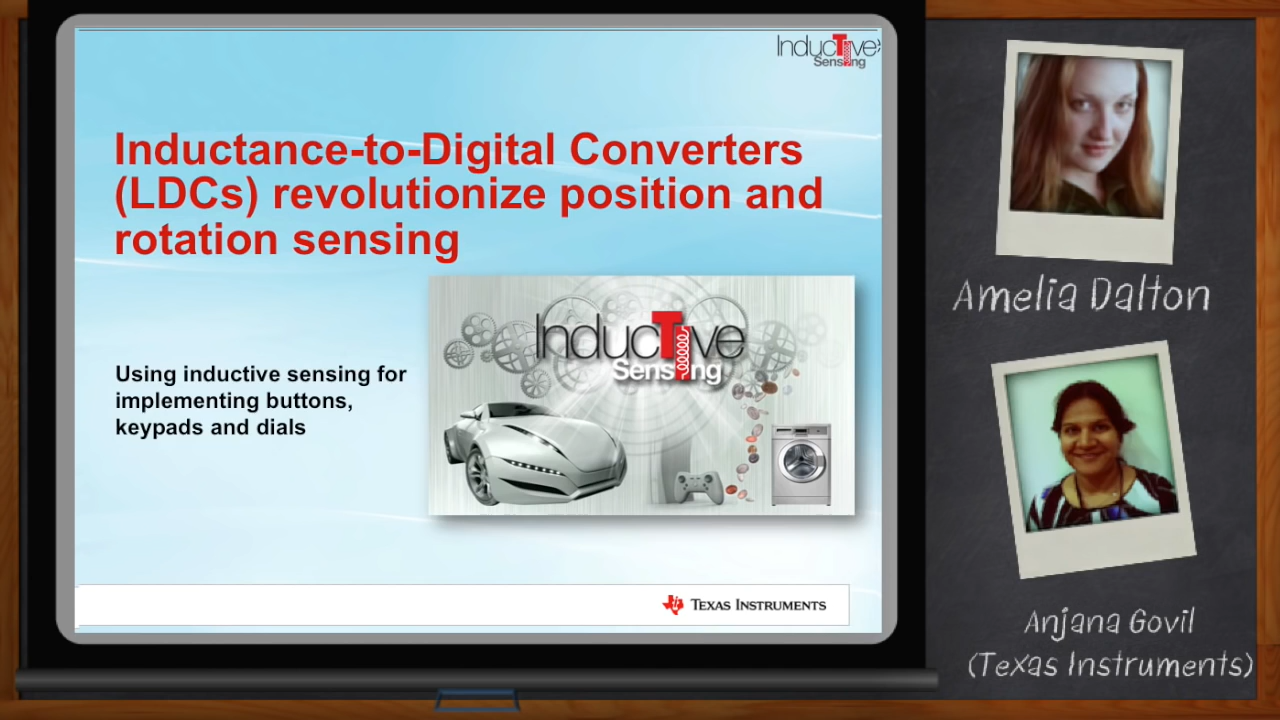 Inductive
Sensing
Inductance-to-Digital Converters
(LDCs) revolutionize position and
rotation sensing
Inductive
Sensing
Using inductive sensing for
implementing buttons,
keypads and dials
TEXAS INSTRUMENTS
Amelia Dalton
Anjana Govil
(Texas Instruments)